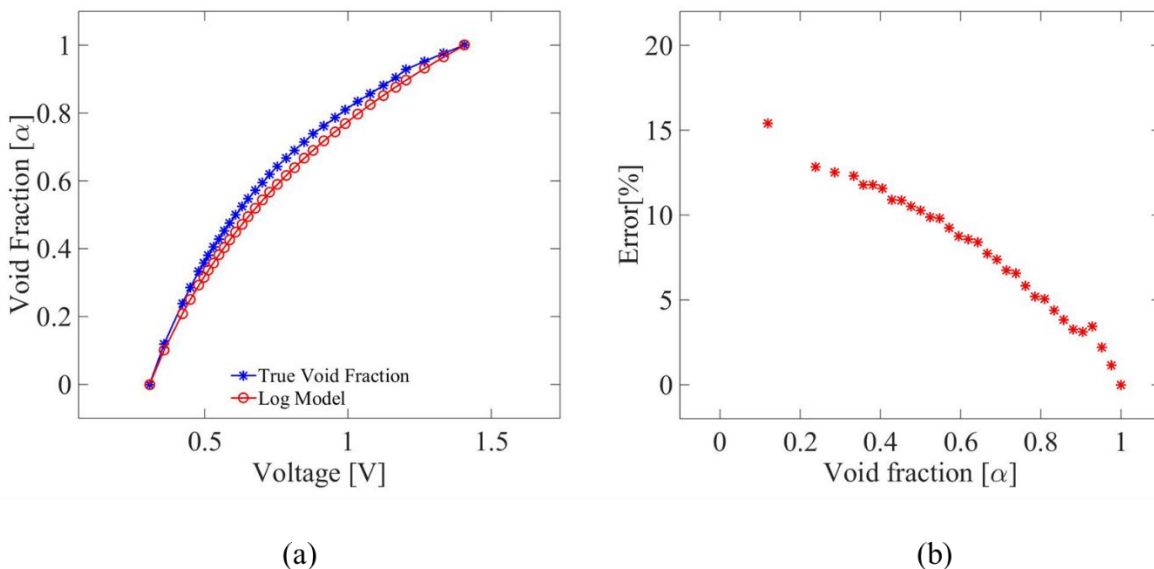 1
0.8
0.6
0.4
0.2
0
Void Fraction [α]
True Void Fraction
Log Model
0.5
1
1.5
Voltage [V]
(a)
20
15
10
5
0
Error[%]
0
0.2
0.4
0.6
0.8
1
Void fraction [α]
(b)